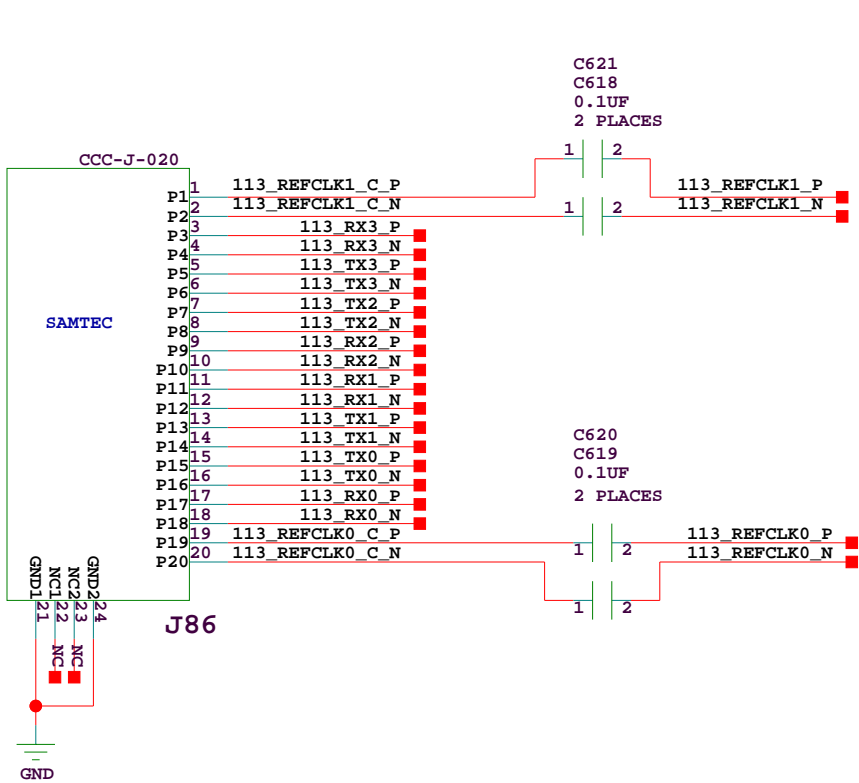 C621
C618
0.1UF
2 PLACES
CCC-J-020
1 2
1 113_REFCLK1_C_P 113_REFCLK1_P
P1
2 113_REFCLK1_C_N 1 2 113_REFCLK1_N
P2
3 113_RX3_P
P3
4 113_RX3_N
P4
5 113_TX3_P
P5
6 113_TX3_N
P6
7 113_TX2_P
P7
SAMTEC
8 113_TX2_N
P8
9 113_RX2_P
P9
10 113_RX2_N
P10
11 113_RX1_P
P11
12 113_RX1_N
P12
13 113_TX1_P
P13
14 113_TX1_N
P14
15 113_TX0_P
P15
16 113_TX0_N
P16
17 113_RX0_P
P17
18 113_RX0_N
P18
C620
C619
0.1UF
2 PLACES
19 113_REFCLK0_C_P 113_REFCLK0_P
P19
20 113_REFCLK0_C_N 1 2 113_REFCLK0_N
P20
1 2
GND1 21
NC1 22
NC2 23
GND2 24
J86
NC
NC
GND